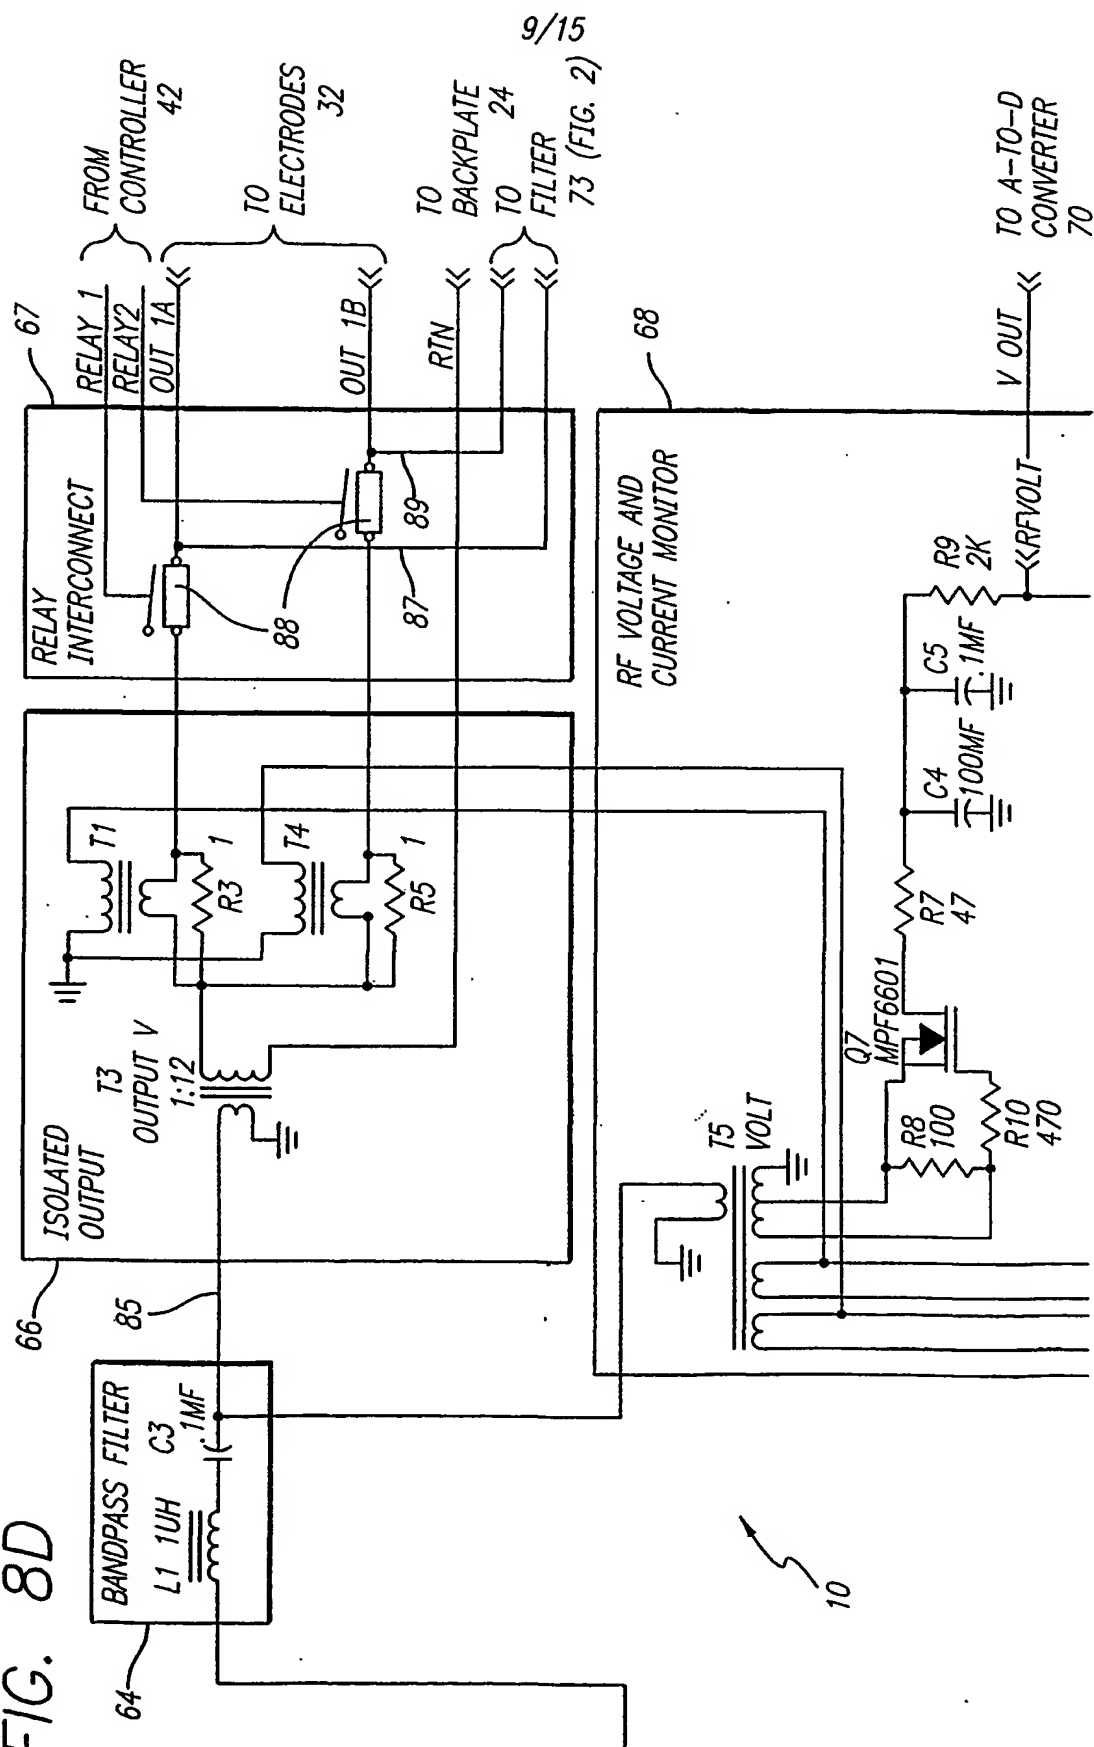 9/15
FIG. 8D
64
BANDPASS FILTER
L1 1UH
C3
.1MF
85
66
ISOLATED
OUTPUT
T3
OUTPUT V
1:12
T1
R3
1
T4
R5
1
67
RELAY
INTERCONNECT
88
87
89
RELAY 1
RELAY2
OUT 1A
OUT 1B
RTN
FROM
CONTROLLER
42
TO
ELECTRODES
32
TO
BACKPLATE
24
TO
FILTER
73 (FIG. 2)
68
RF VOLTAGE AND
CURRENT MONITOR
T5
VOLT
Q7
MPF6601
R8
100
R10
470
R7
47
C4
100MF
C5
.1MF
R9
2K
RFVOLT
V OUT
TO A-TO-D
CONVERTER
70
10